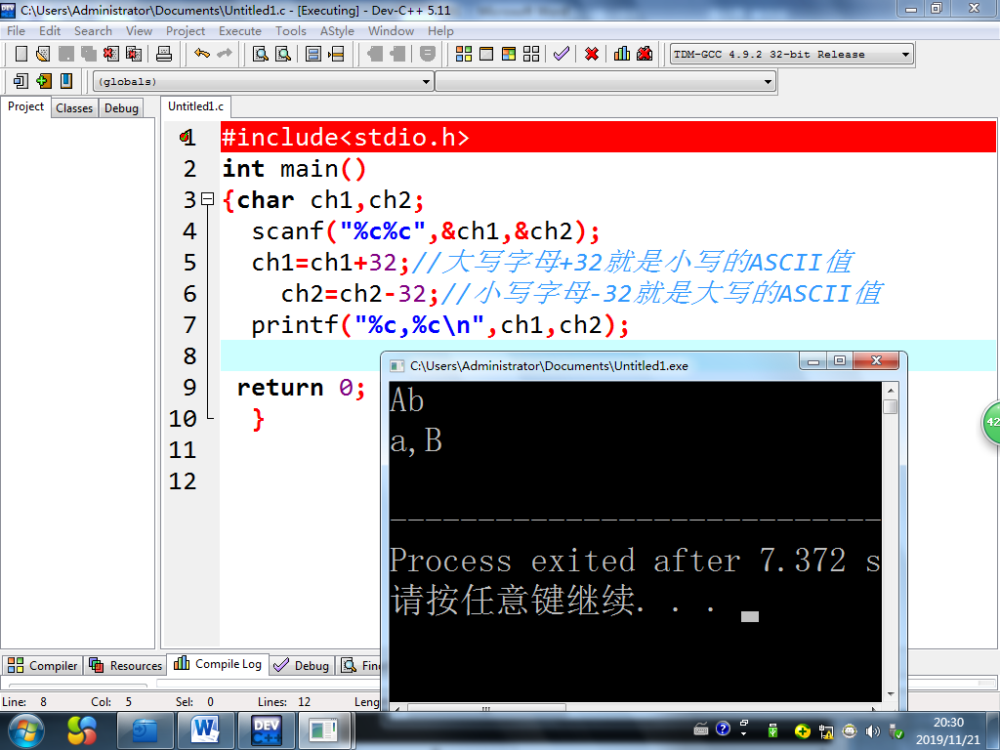 C:\Users\Administrator\Documents\Untitled1.c - [Executing] - Dev-C++ 5.11
File Edit Search View Project Execute Tools AStyle Window Help
TDM-GCC 4.9.2 32-bit Release
(globals)
Project Classes Debug
Untitled1.c
1 #include<stdio.h>
2 int main()
3 {char ch1,ch2;
4 scanf("%c%c",&ch1,&ch2);
5 ch1=ch1+32;//大写字母+32就是小写的ASCII值
6 ch2=ch2-32;//小写字母-32就是大写的ASCII值
7 printf("%c,%c\n",ch1,ch2);
8
9 return 0;
10 }
11
12
C:\Users\Administrator\Documents\Untitled1.exe
Ab
a,B
--------------------------------
Process exited after 7.372 s
请按任意键继续. . .
42
Compiler Resources Compile Log Debug Fin
Line: 8 Col: 5 Sel: 0 Lines: 12 Leng
DEV
20:30
2019/11/21